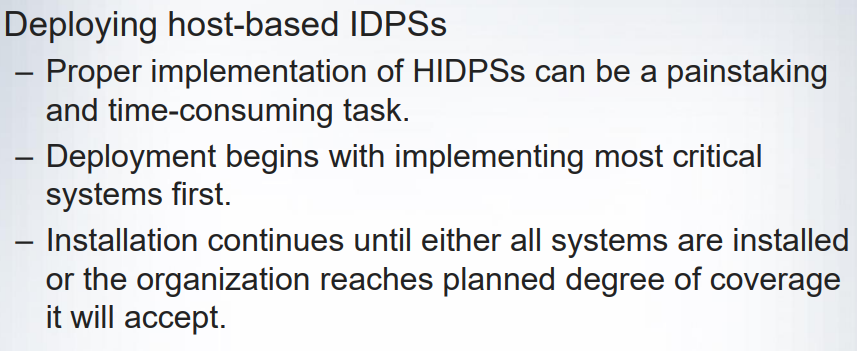 Deploying host-based IDPSs
– Proper implementation of HIDPSs can be a painstaking
and time-consuming task.
– Deployment begins with implementing most critical
systems first.
– Installation continues until either all systems are installed
or the organization reaches planned degree of coverage
it will accept.